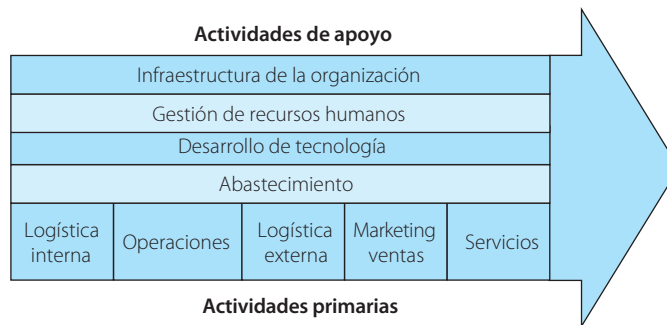 Actividades de apoyo
Infraestructura de la organización
Gestión de recursos humanos
Desarrollo de tecnología
Abastecimiento
Logística
interna
Operaciones
Logística
externa
Marketing
ventas
Servicios
Actividades primarias